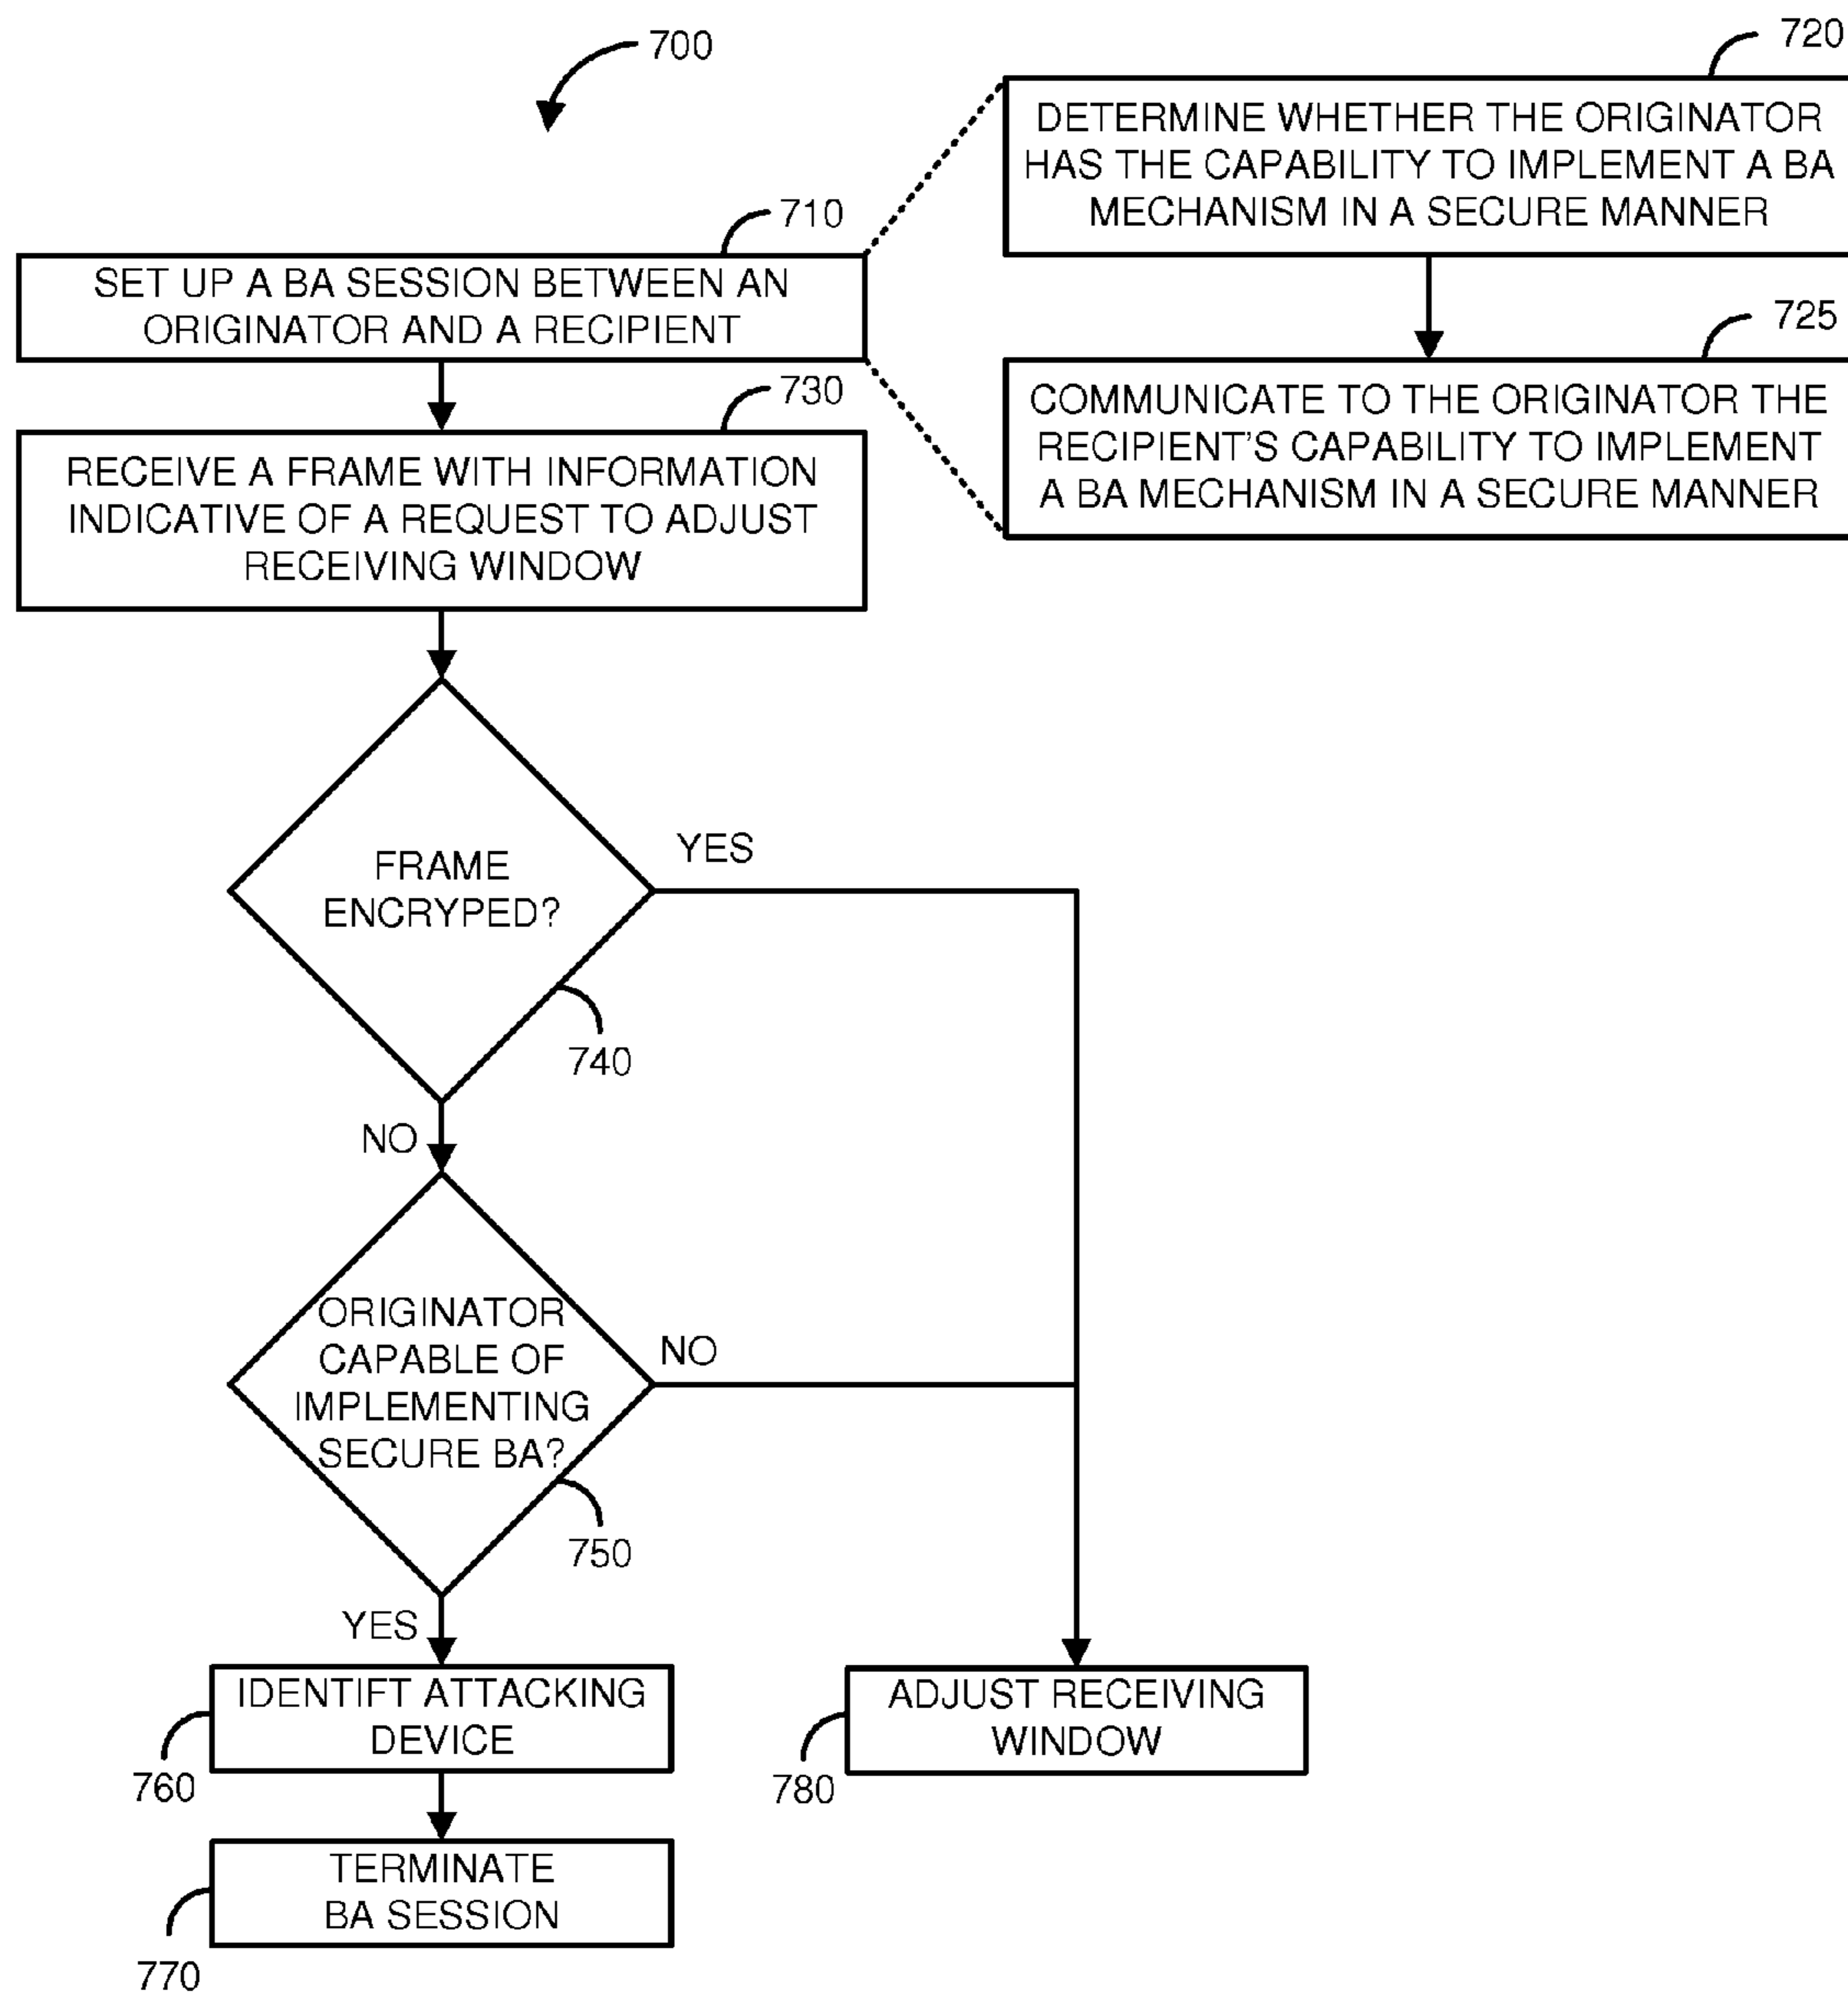 700
720
DETERMINE WHETHER THE ORIGINATOR
HAS THE CAPABILITY TO IMPLEMENT A BA
MECHANISM IN A SECURE MANNER
710
SET UP A BA SESSION BETWEEN AN
ORIGINATOR AND A RECIPIENT
725
COMMUNICATE TO THE ORIGINATOR THE
RECIPIENT'S CAPABILITY TO IMPLEMENT
A BA MECHANISM IN A SECURE MANNER
730
RECEIVE A FRAME WITH INFORMATION
INDICATIVE OF A REQUEST TO ADJUST
RECEIVING WINDOW
FRAME
ENCRYPED?
YES
740
NO
ORIGINATOR
CAPABLE OF
IMPLEMENTING
SECURE BA?
NO
750
YES
IDENTIFT ATTACKING
DEVICE
760
ADJUST RECEIVING
WINDOW
780
TERMINATE
BA SESSION
770